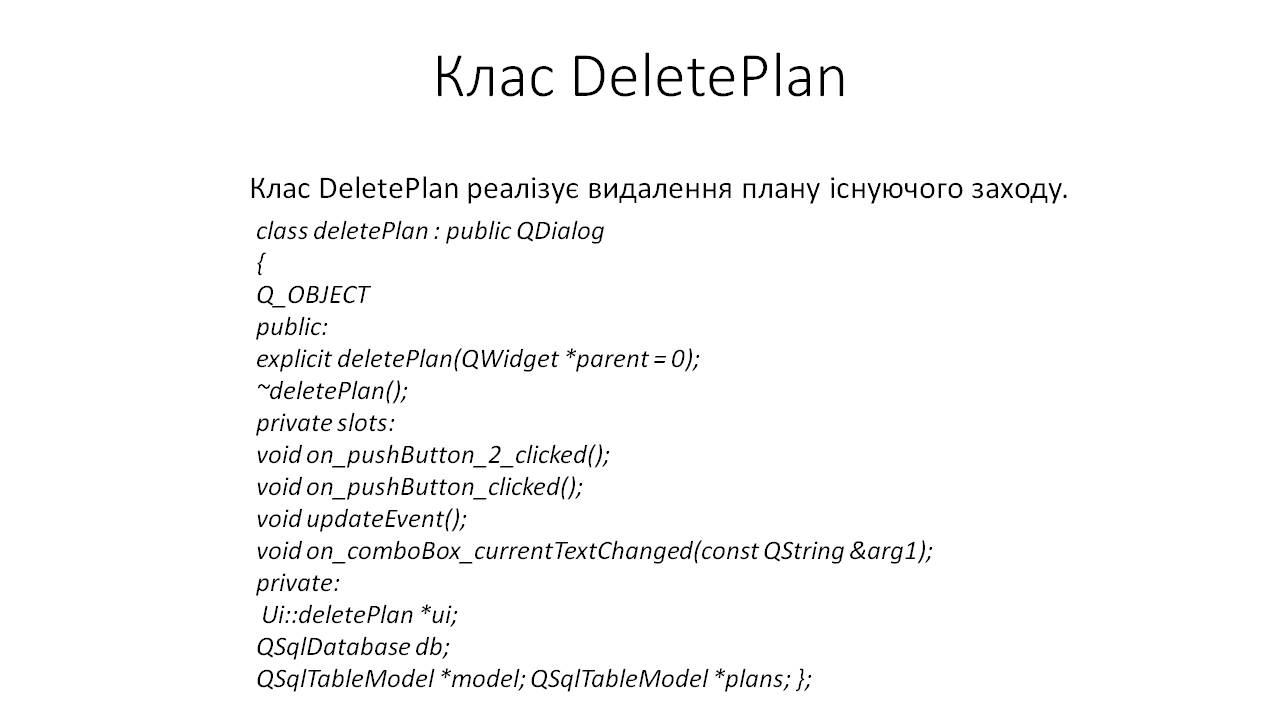 Клас DeletePlan
Клас DeletePlan реалізує видалення плану існуючого заходу.
class deletePlan : public QDialog
{
Q_OBJECT
public:
explicit deletePlan(QWidget *parent = 0);
~deletePlan();
private slots:
void on_pushButton_2_clicked();
void on_pushButton_clicked();
void updateEvent();
void on_comboBox_currentTextChanged(const QString &arg1);
private:
Ui::deletePlan *ui;
QSqlDatabase db;
QSqlTableModel *model; QSqlTableModel *plans; };